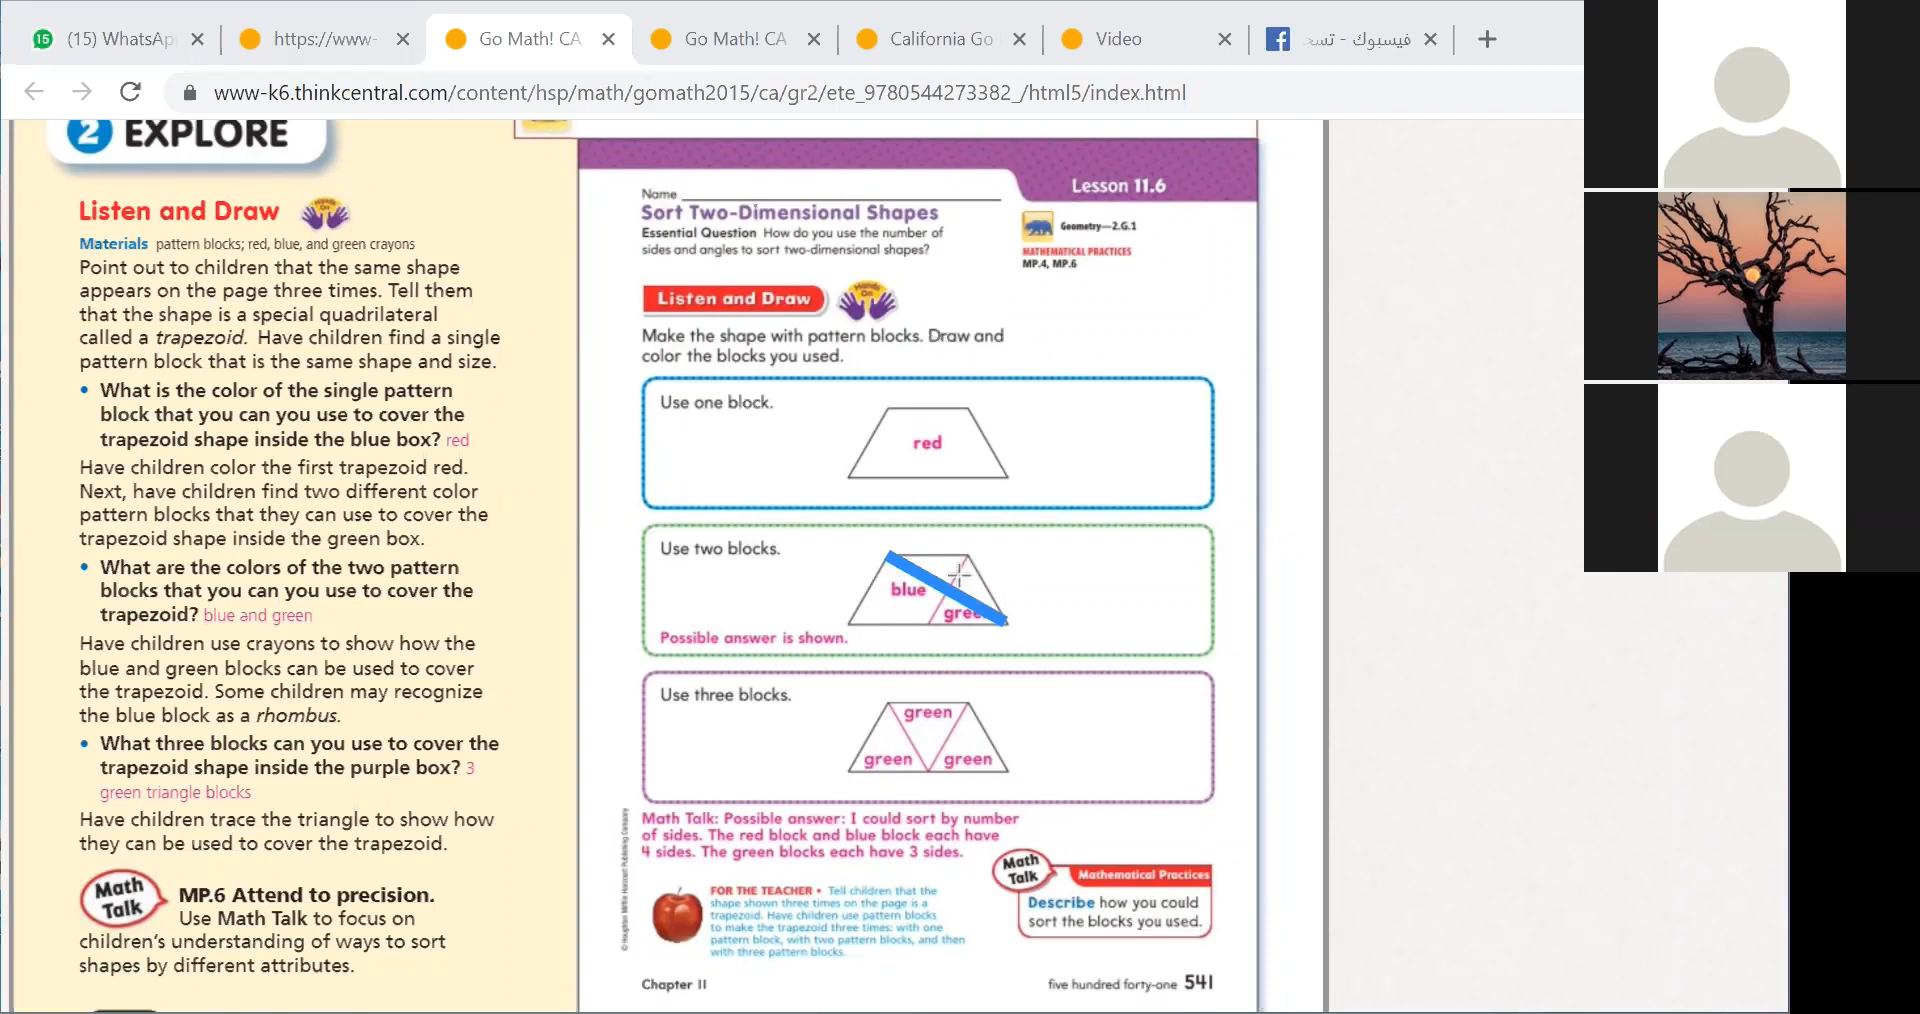 15 (15) WhatsAp
https://www-
Go Math! CA
Go Math! CA
California Go
Video
فيسبوك - تسجـ
www-k6.thinkcentral.com/content/hsp/math/gomath2015/ca/gr2/ete_9780544273382_/html5/index.html
2 EXPLORE
Listen and Draw
Hands On
Materials pattern blocks; red, blue, and green crayons
Point out to children that the same shape
appears on the page three times. Tell them
that the shape is a special quadrilateral
called a trapezoid. Have children find a single
pattern block that is the same shape and size.
• What is the color of the single pattern
block that you can you use to cover the
trapezoid shape inside the blue box? red
Have children color the first trapezoid red.
Next, have children find two different color
pattern blocks that they can use to cover the
trapezoid shape inside the green box.
• What are the colors of the two pattern
blocks that you can you use to cover the
trapezoid? blue and green
Have children use crayons to show how the
blue and green blocks can be used to cover
the trapezoid. Some children may recognize
the blue block as a rhombus.
• What three blocks can you use to cover the
trapezoid shape inside the purple box? 3
green triangle blocks
Have children trace the triangle to show how
they can be used to cover the trapezoid.
Math Talk
MP.6 Attend to precision.
Use Math Talk to focus on
children's understanding of ways to sort
shapes by different attributes.
Lesson 11.6
Name
Sort Two-Dimensional Shapes
Essential Question How do you use the number of
sides and angles to sort two-dimensional shapes?
Geometry—2.G.1
MATHEMATICAL PRACTICES
MP.4, MP.6
Listen and Draw
Hands On
Make the shape with pattern blocks. Draw and
color the blocks you used.
Use one block.
red
Use two blocks.
blue
green
Possible answer is shown.
Use three blocks.
green
green green
Math Talk: Possible answer: I could sort by number
of sides. The red block and blue block each have
4 sides. The green blocks each have 3 sides.
Math Talk
Mathematical Practices
Describe how you could
sort the blocks you used.
FOR THE TEACHER • Tell children that the
shape shown three times on the page is a
trapezoid. Have children use pattern blocks
to make the trapezoid three times: with one
pattern block, with two pattern blocks, and then
with three pattern blocks.
© Houghton Mifflin Harcourt Publishing Company
Chapter 11
five hundred forty-one 541